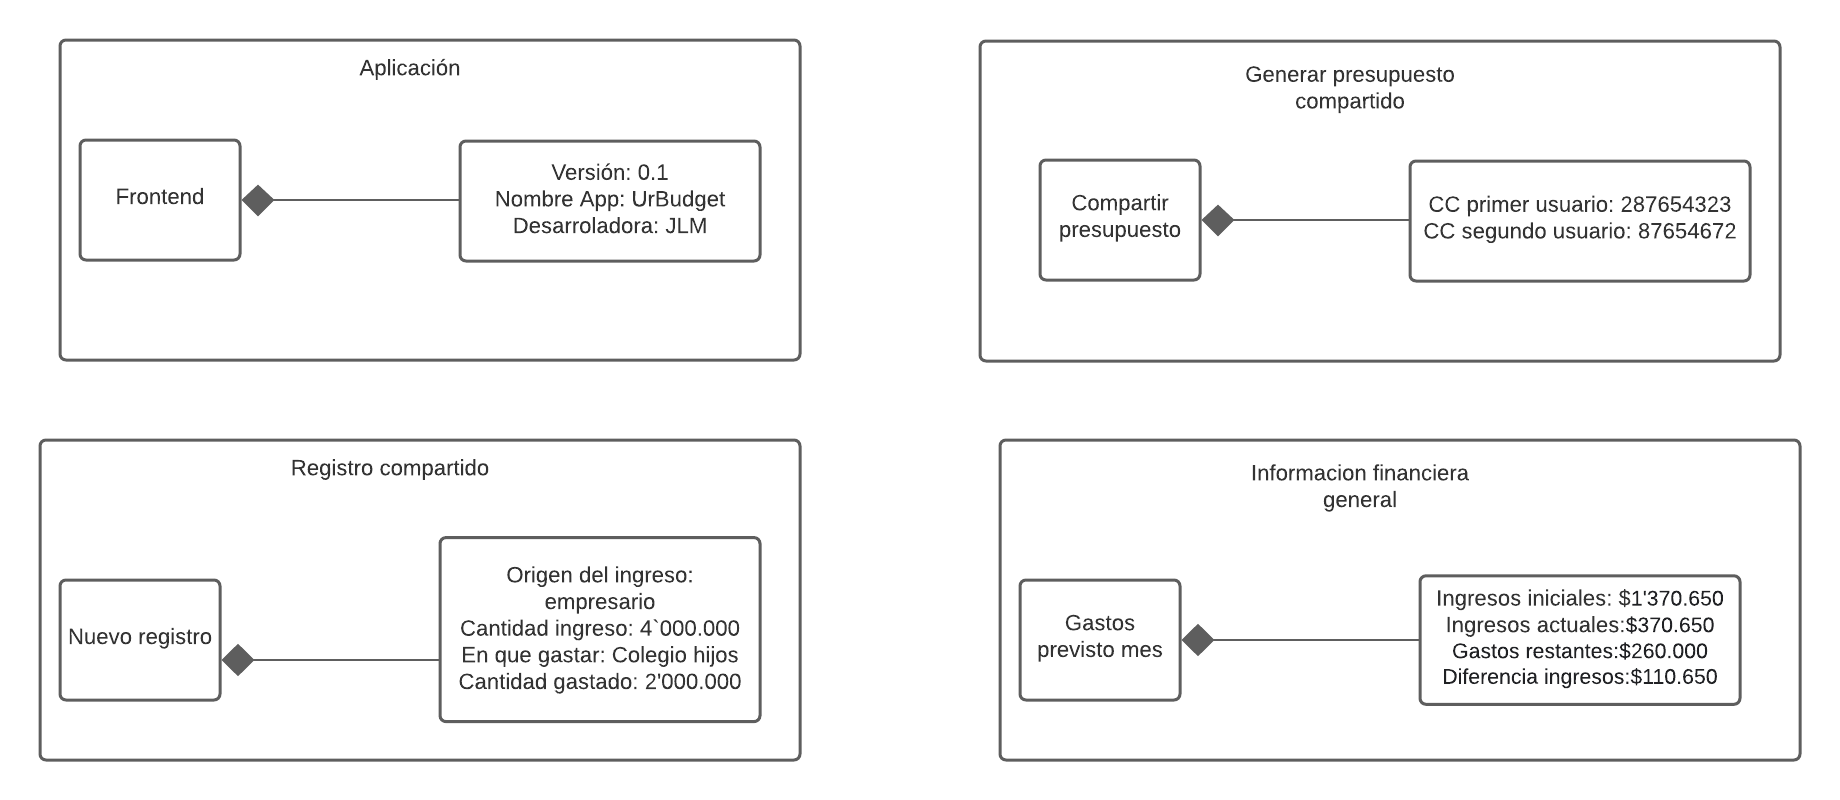 Aplicación
Frontend
Versión: 0.1
Nombre App: UrBudget
Desarroladora: JLM
Generar presupuesto
compartido
Compartir
presupuesto
CC primer usuario: 287654323
CC segundo usuario: 87654672
Registro compartido
Nuevo registro
Origen del ingreso:
empresario
Cantidad ingreso: 4`000.000
En que gastar: Colegio hijos
Cantidad gastado: 2'000.000
Informacion financiera
general
Gastos
previsto mes
Ingresos iniciales: $1'370.650
Ingresos actuales:$370.650
Gastos restantes:$260.000
Diferencia ingresos:$110.650